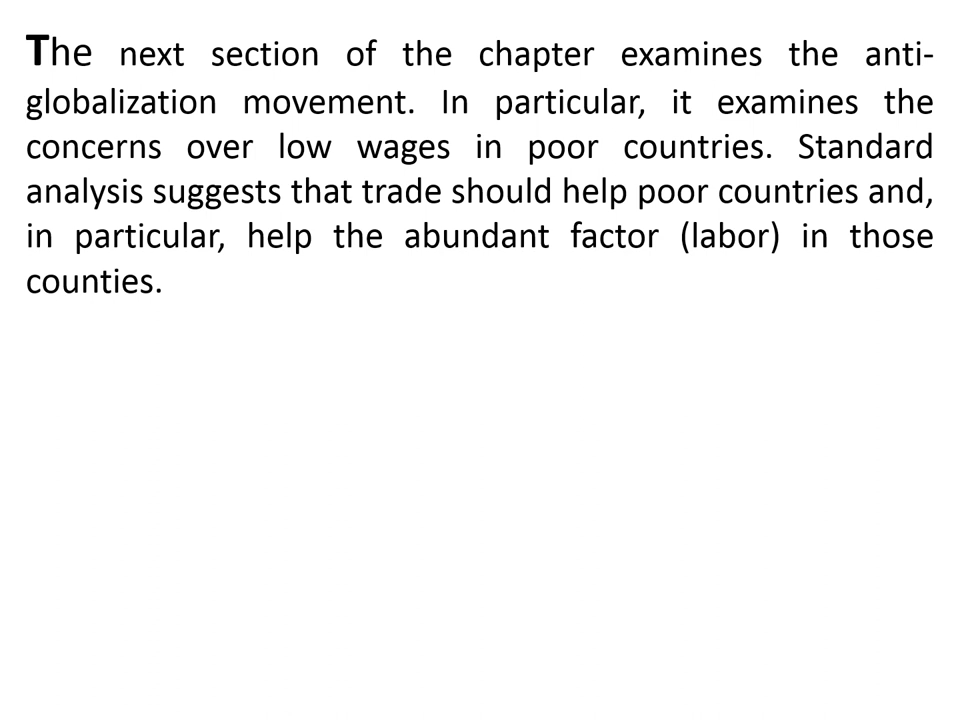 The next section of the chapter examines the anti-
globalization movement. In particular, it examines the
concerns over low wages in poor countries. Standard
analysis suggests that trade should help poor countries and,
in particular, help the abundant factor (labor) in those
counties.